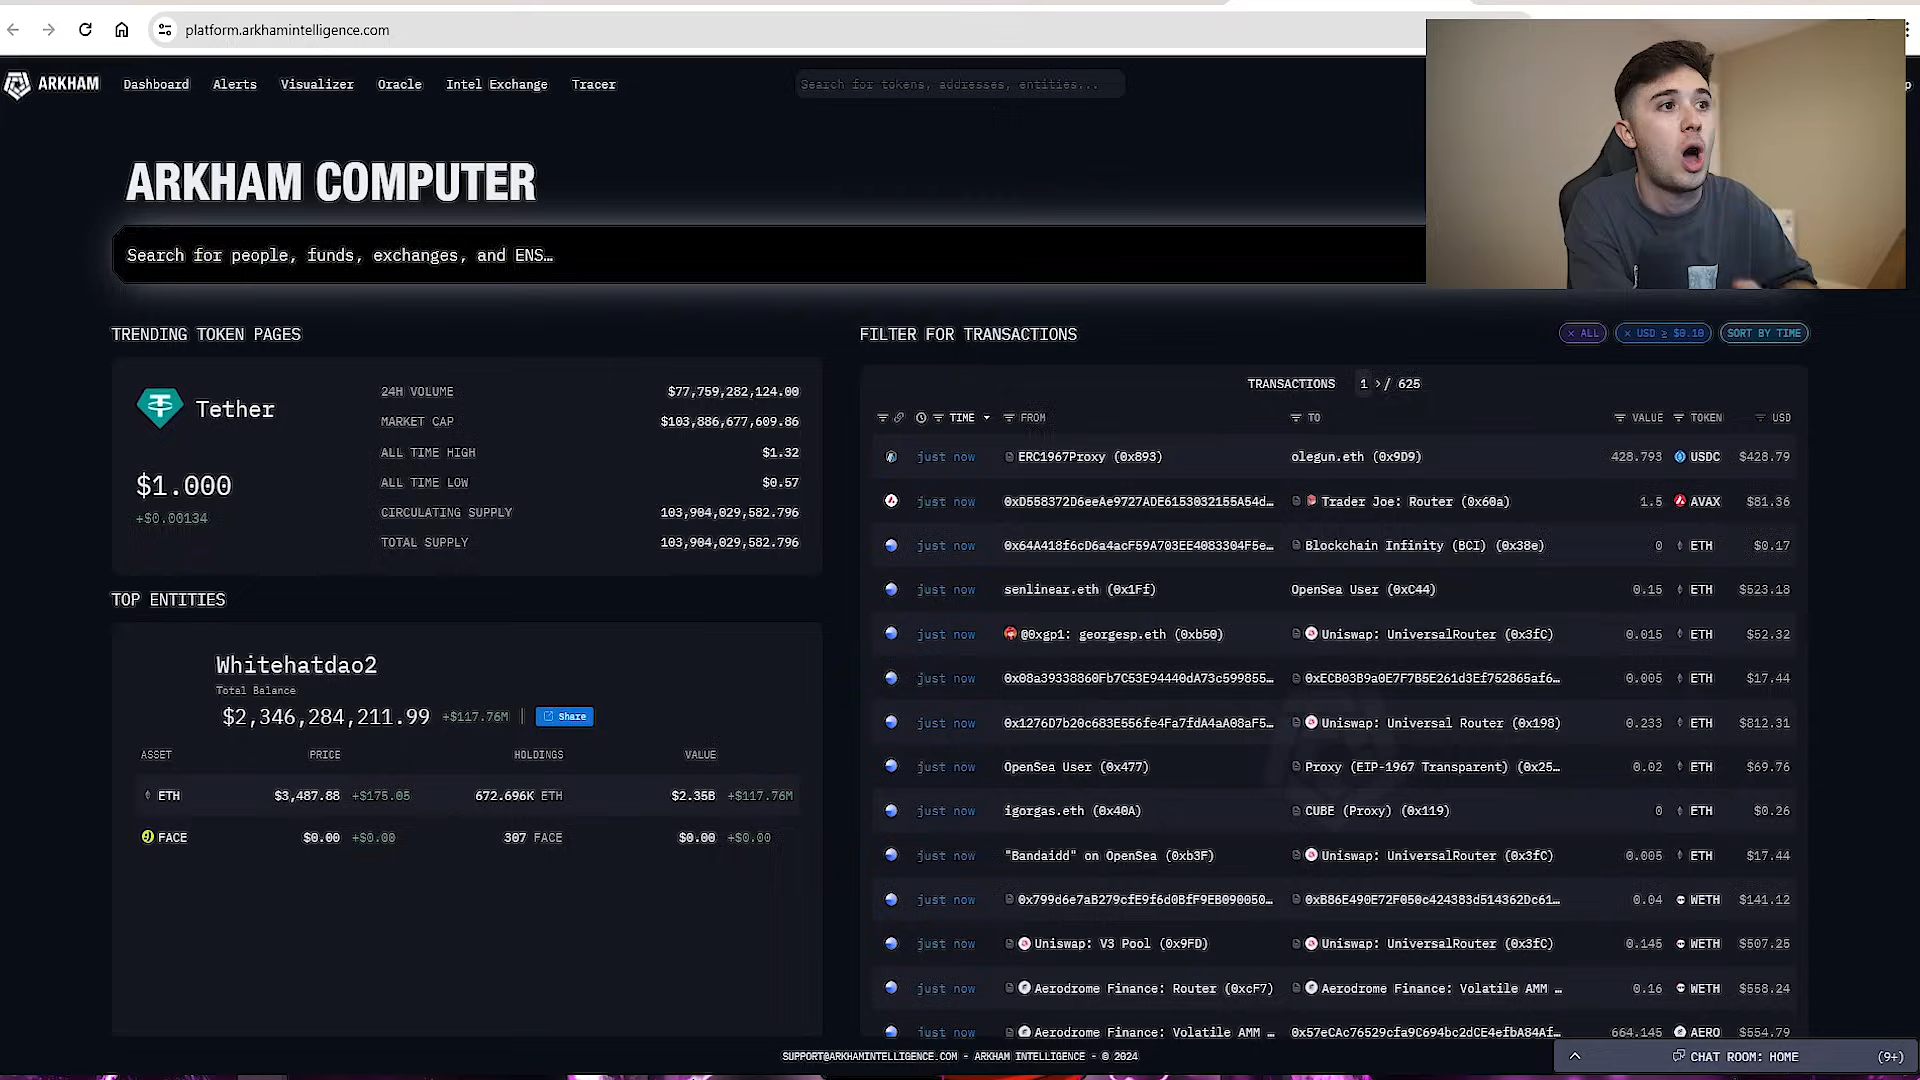 platform.arkhamintelligence.com
ARKHAM Dashboard Alerts Visualizer Oracle Intel Exchange Tracer Search for tokens, addresses, entities... p
ARKHAM COMPUTER
Search for people, funds, exchanges, and ENS…
TRENDING TOKEN PAGES
Tether
$1.000
+$0.00134
24H VOLUME $77,759,282,124.00
MARKET CAP $103,886,677,609.86
ALL TIME HIGH $1.32
ALL TIME LOW $0.57
CIRCULATING SUPPLY 103,904,029,582.796
TOTAL SUPPLY 103,904,029,582.796
TOP ENTITIES
Whitehatdao2
Total Balance
$2,346,284,211.99 +$117.76M | Share
ASSET PRICE HOLDINGS VALUE
ETH $3,487.88 +$175.05 672.696K ETH $2.35B +$117.76M
FACE $0.00 +$0.00 307 FACE $0.00 +$0.00
FILTER FOR TRANSACTIONS × ALL × USD ≥ $0.10 SORT BY TIME
TRANSACTIONS 1 > / 625
TIME FROM TO VALUE TOKEN USD
just now ERC1967Proxy (0x893) olegun.eth (0x9D9) 428.793 USDC $428.79
just now 0xD558372D6eeAe9727ADE6153032155A54d… Trader Joe: Router (0x60a) 1.5 AVAX $81.36
just now 0x64A418f6cD6a4acF59A703EE4083304F5e… Blockchain Infinity (BCI) (0x38e) 0 ETH $0.17
just now senlinear.eth (0x1Ff) OpenSea User (0xC44) 0.15 ETH $523.18
just now @0xgp1: georgesp.eth (0xb50) Uniswap: UniversalRouter (0x3fC) 0.015 ETH $52.32
just now 0x08a39338860Fb7C53E94440dA73c599855… 0xECB03B9a0E7F7B5E261d3Ef752865af6… 0.005 ETH $17.44
just now 0x1276D7b20c683E556fe4Fa7fdA4aA08aF5… Uniswap: Universal Router (0x198) 0.233 ETH $812.31
just now OpenSea User (0x477) Proxy (EIP-1967 Transparent) (0x25… 0.02 ETH $69.76
just now igorgas.eth (0x40A) CUBE (Proxy) (0x119) 0 ETH $0.26
just now "Bandaidd" on OpenSea (0xb3F) Uniswap: UniversalRouter (0x3fC) 0.005 ETH $17.44
just now 0x799d6e7aB279cfE9f6d0BfF9EB090050… 0xB86E490E72F050c424383d514362Dc61… 0.04 WETH $141.12
just now Uniswap: V3 Pool (0x9FD) Uniswap: UniversalRouter (0x3fC) 0.145 WETH $507.25
just now Aerodrome Finance: Router (0xcF7) Aerodrome Finance: Volatile AMM … 0.16 WETH $558.24
just now Aerodrome Finance: Volatile AMM … 0x57eCAc76529cfa9C694bc2dCE4efbA84Af… 664.145 AERO $554.79
SUPPORT@ARKHAMINTELLIGENCE.COM - ARKHAM INTELLIGENCE - © 2024
CHAT ROOM: HOME (9+)